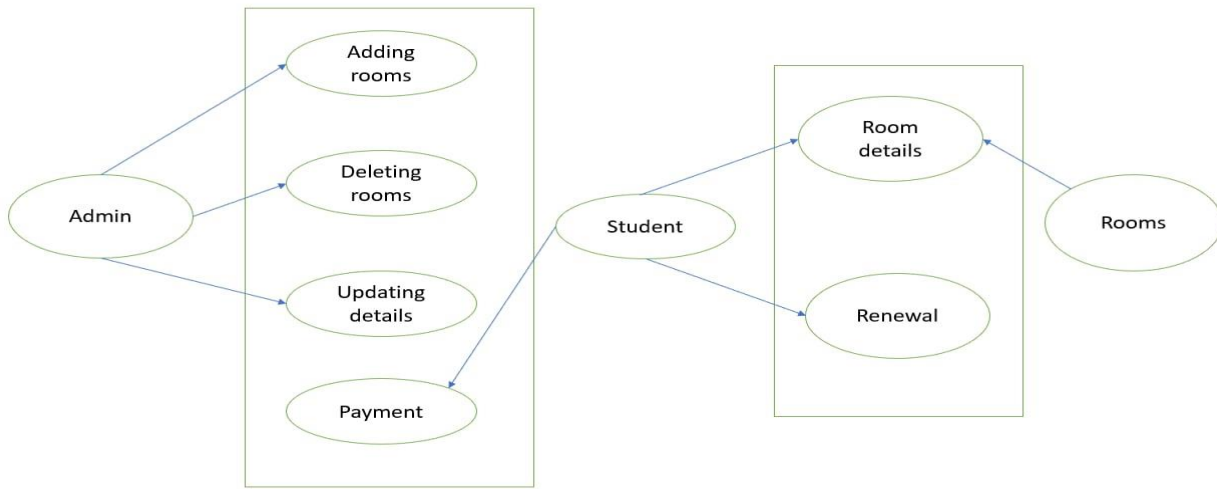 Adding
rooms
Deleting
rooms
Admin
Updating
details
Payment
Student
Room
details
Renewal
Rooms